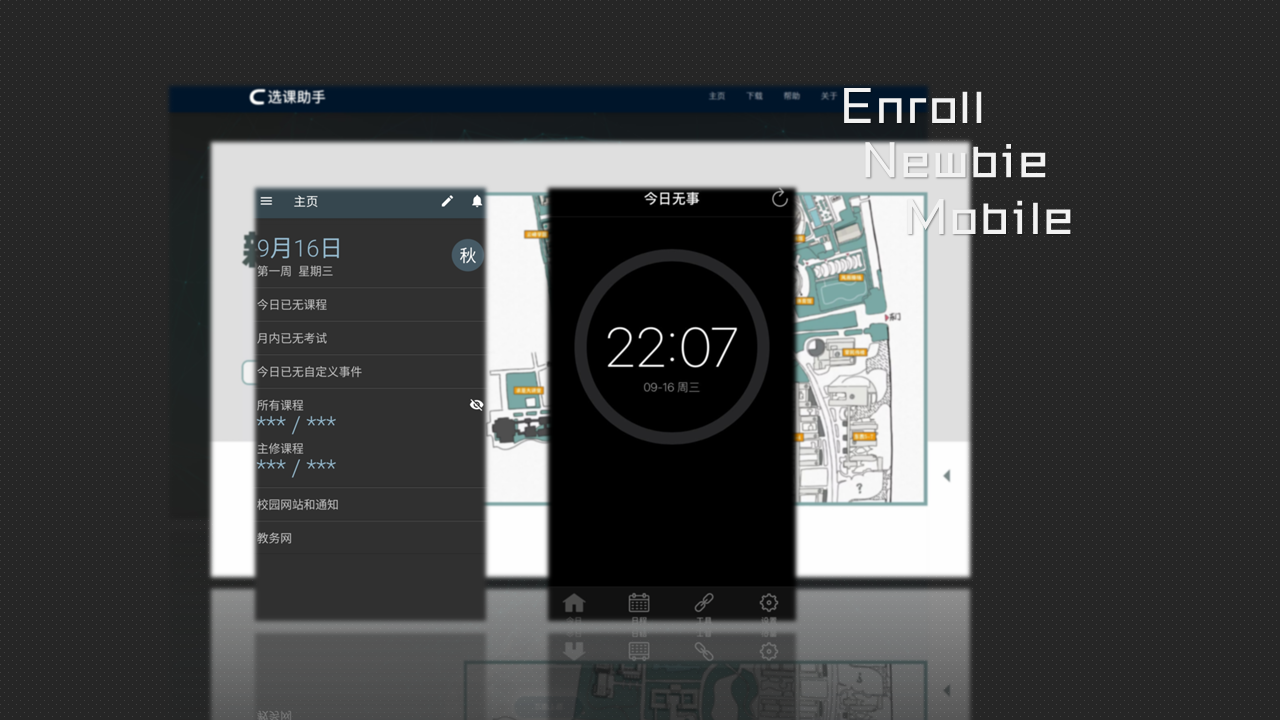 选课助手
主页 下载 帮助 关于
Enroll
Newbie
Mobile
主页
9月16日
第一周 星期三
秋
今日已无课程
月内已无考试
今日已无自定义事件
所有课程
*** / ***
主修课程
*** / ***
校园网站和通知
教务网
今日无事
22:07
09-16 周三
今日 日程 工具 设置
东门
?